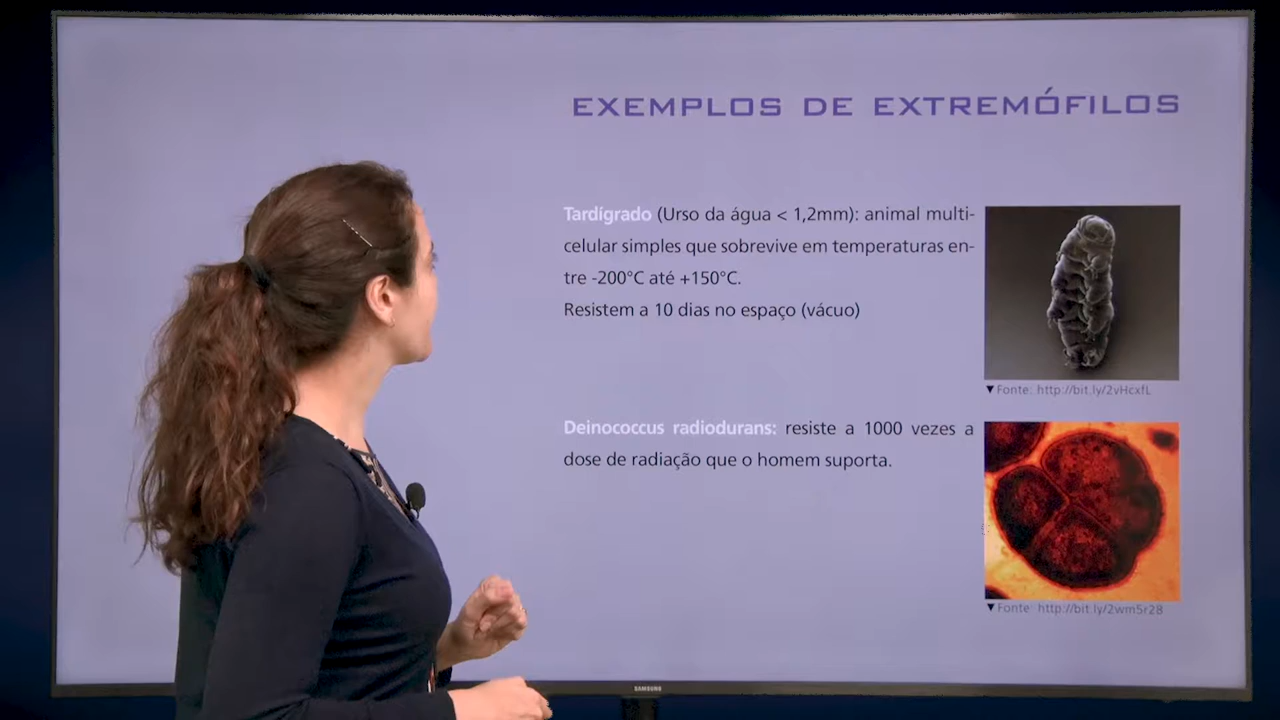 EXEMPLOS DE EXTREMÓFILOS
Tardígrado (Urso da água < 1,2mm): animal multi-
celular simples que sobrevive em temperaturas en-
tre -200°C até +150°C.
Resistem a 10 dias no espaço (vácuo)
▼Fonte: http://bit.ly/2vHcxfL
Deinococcus radiodurans: resiste a 1000 vezes a
dose de radiação que o homem suporta.
▼Fonte: http://bit.ly/2wm5r28
SAMSUNG